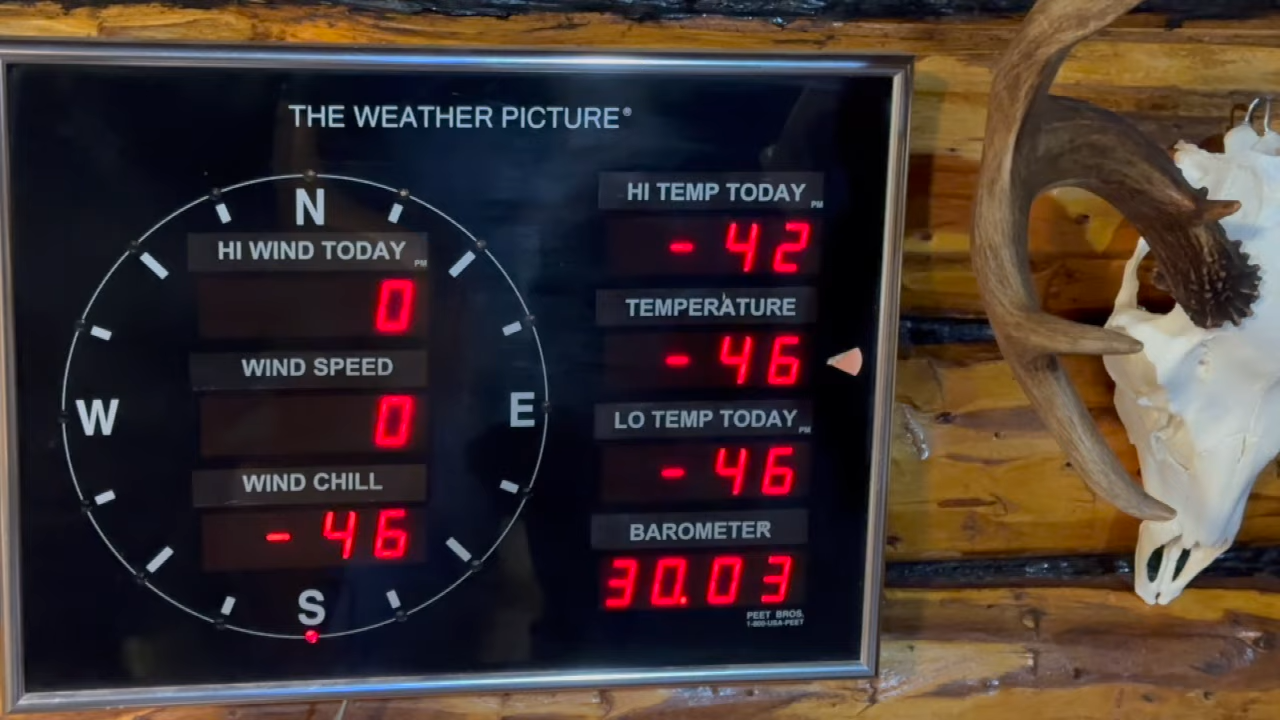 THE WEATHER PICTURE®
N
HI WIND TODAY PM
0
WIND SPEED
0
WIND CHILL
- 46
W
E
S
HI TEMP TODAY PM
- 42
TEMPERATURE
- 46
LO TEMP TODAY PM
- 46
BAROMETER
30.03
PEET BROS.
1-800-USA-PEET